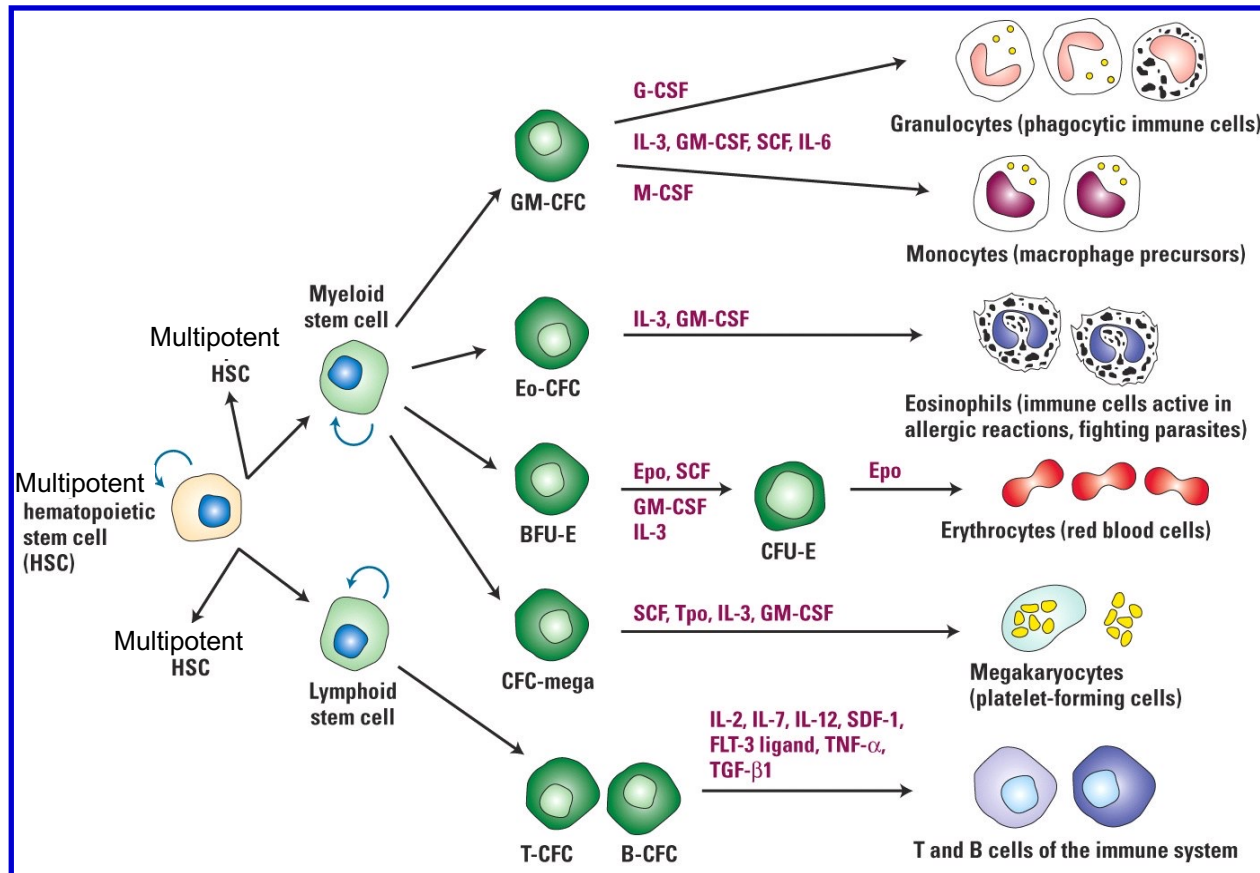 G-CSF
IL-3, GM-CSF, SCF, IL-6
M-CSF
GM-CFC
Granulocytes (phagocytic immune cells)
Monocytes (macrophage precursors)
Myeloid
stem cell
Multipotent
HSC
IL-3, GM-CSF
Eo-CFC
Eosinophils (immune cells active in
allergic reactions, fighting parasites)
Multipotent
hematopoietic
stem cell
(HSC)
Epo, SCF
GM-CSF
IL-3
BFU-E
CFU-E
Epo
Erythrocytes (red blood cells)
Multipotent
HSC
Lymphoid
stem cell
SCF, Tpo, IL-3, GM-CSF
CFC-mega
Megakaryocytes
(platelet-forming cells)
IL-2, IL-7, IL-12, SDF-1,
FLT-3 ligand, TNF-α,
TGF-β1
T-CFC
B-CFC
T and B cells of the immune system